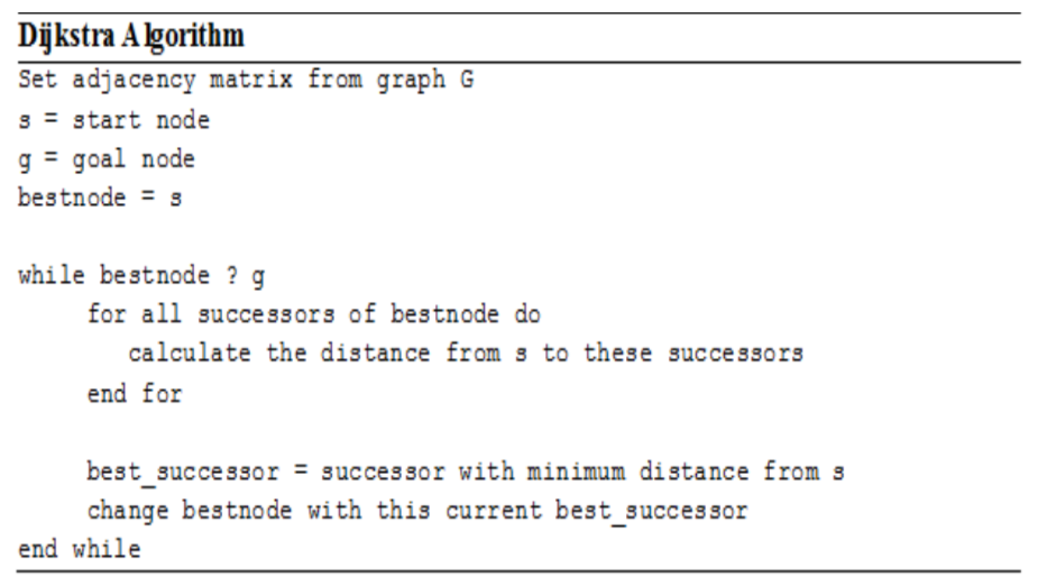 Dijkstra Algorithm
Set adjacency matrix from graph G
s = start node
g = goal node
bestnode = s
while bestnode ? g
for all successors of bestnode do
calculate the distance from s to these successors
end for
best_successor = successor with minimum distance from s
change bestnode with this current best_successor
end while